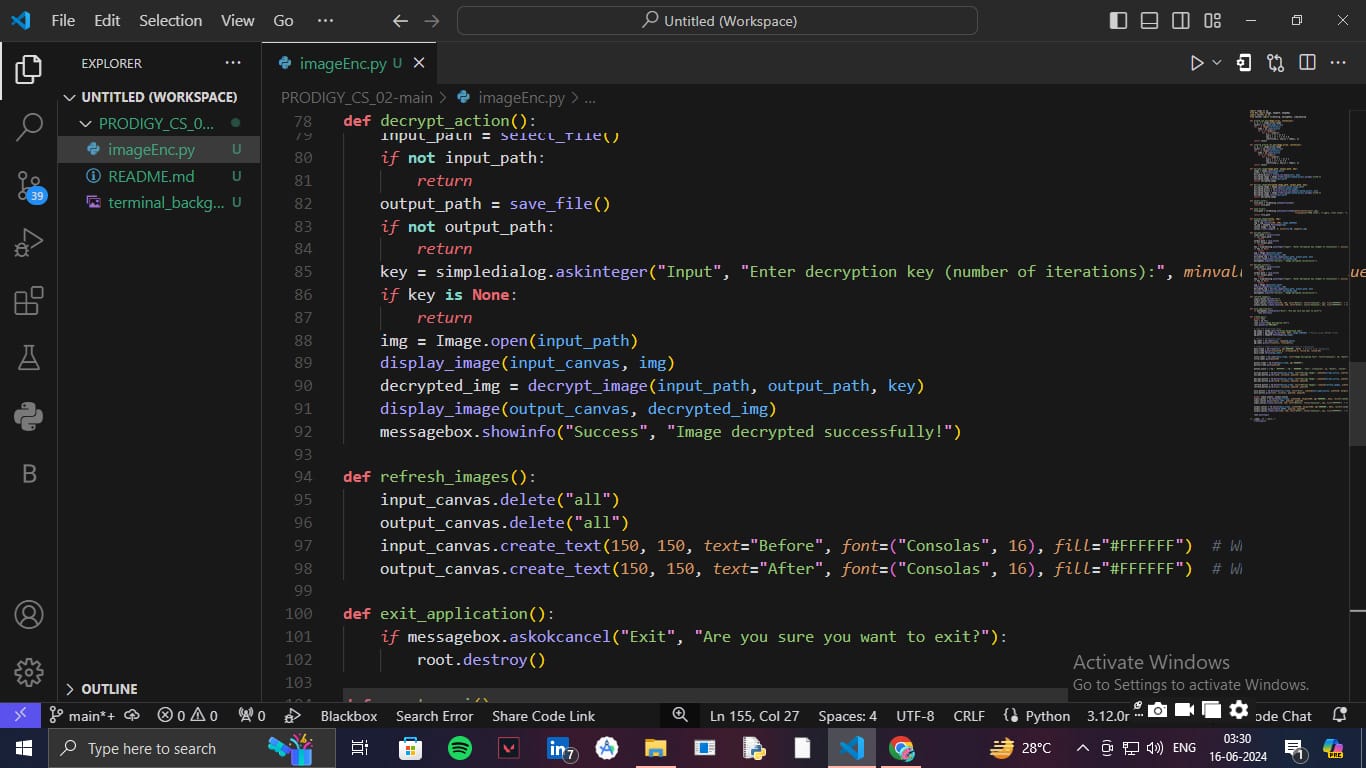 File Edit Selection View Go ··· Untitled (Workspace)
EXPLORER ··· imageEnc.py U
UNTITLED (WORKSPACE) PRODIGY_CS_02-main > imageEnc.py > ...
PRODIGY_CS_0...
imageEnc.py U
README.md U
terminal_backg... U
39
78 def decrypt_action():
79 input_path = select_file()
80 if not input_path:
81 return
82 output_path = save_file()
83 if not output_path:
84 return
85 key = simpledialog.askinteger("Input", "Enter decryption key (number of iterations):", minval
86 if key is None:
87 return
88 img = Image.open(input_path)
89 display_image(input_canvas, img)
90 decrypted_img = decrypt_image(input_path, output_path, key)
91 display_image(output_canvas, decrypted_img)
92 messagebox.showinfo("Success", "Image decrypted successfully!")
93
94 def refresh_images():
95 input_canvas.delete("all")
96 output_canvas.delete("all")
97 input_canvas.create_text(150, 150, text="Before", font=("Consolas", 16), fill="#FFFFFF") #
98 output_canvas.create_text(150, 150, text="After", font=("Consolas", 16), fill="#FFFFFF") #
99
100 def exit_application():
101 if messagebox.askokcancel("Exit", "Are you sure you want to exit?"):
102 root.destroy()
103
OUTLINE
Activate Windows
Go to Settings to activate Windows.
main*+ 0 0 0 Blackbox Search Error Share Code Link Ln 155, Col 27 Spaces: 4 UTF-8 CRLF Python 3.12.0 ode Chat
Type here to search 7 28°C ENG 03:30
16-06-2024 1